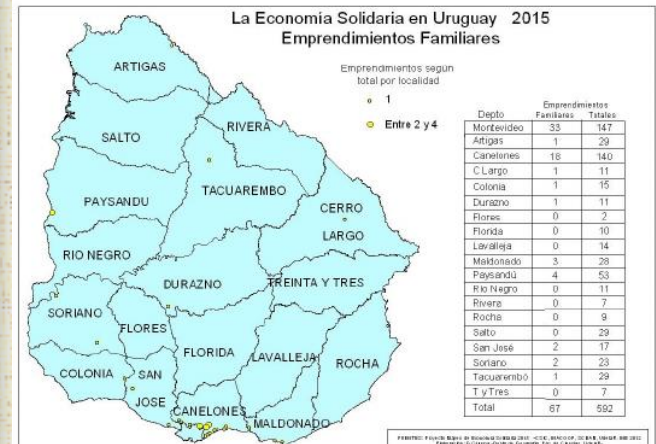 La Economía Solidaria en Uruguay 2015
Emprendimientos Familiares
Emprendimientos según
total por localidad
1
Entre 2 y 4
ARTIGAS
SALTO
RIVERA
PAYSANDU
TACUAREMBO
CERRO
LARGO
RIO NEGRO
DURAZNO
TREINTA Y TRES
SORIANO
FLORES
FLORIDA
LAVALLEJA
ROCHA
COLONIA
SAN
JOSE
CANELONES
MALDONADO
Emprendimientos
Depto Familiares Totales
Montevideo 33 147
Artigas 1 29
Canelones 18 140
C Largo 1 11
Colonia 1 15
Durazno 1 11
Flores 0 2
Florida 0 10
Lavalleja 0 14
Maldonado 3 28
Paysandú 4 53
Río Negro 0 11
Rivera 0 7
Rocha 0 9
Salto 0 29
San José 2 17
Soriano 2 23
Tacuarembó 1 29
T y Tres 0 7
Total 67 592